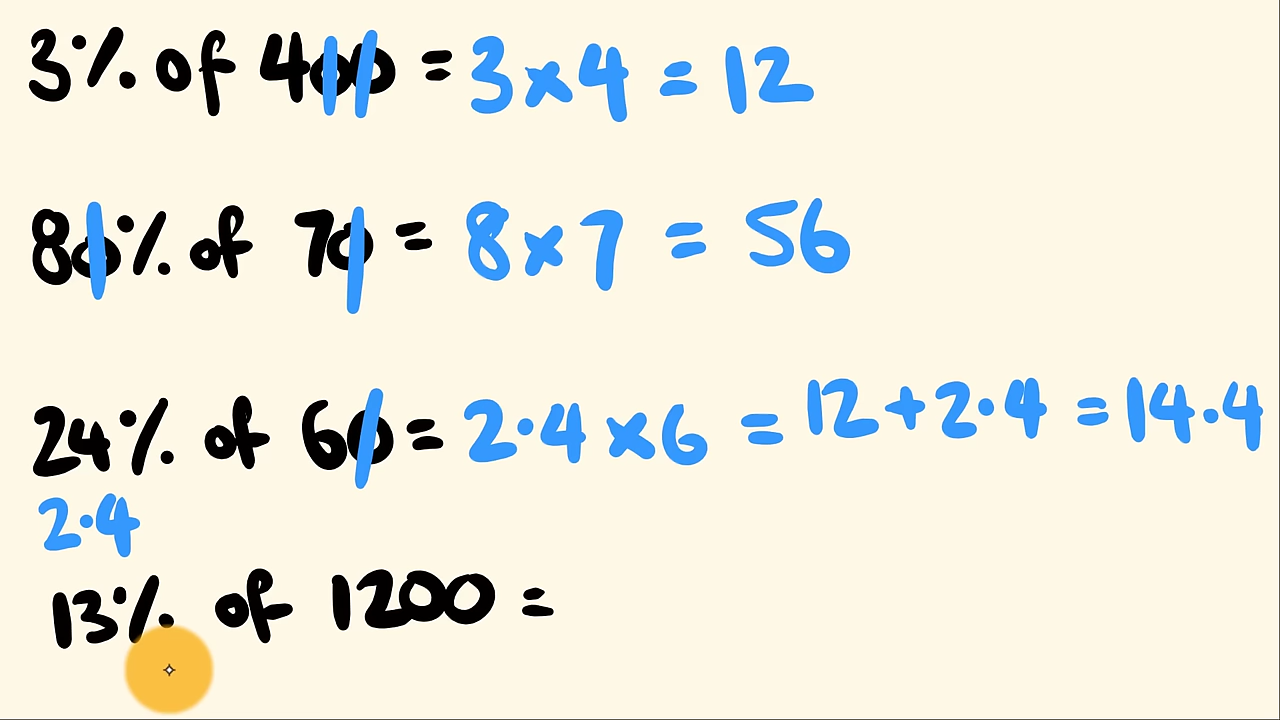 3% of 400 = 3×4 = 12
80% of 70 = 8×7 = 56
24% of 60 = 2·4×6 = 12+2·4 = 14·4
2·4
13% of 1200 =